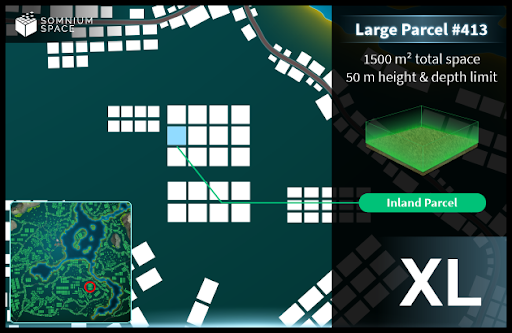 SOMNIUM
SPACE
Large Parcel #413
1500 m² total space
50 m height & depth limit
Inland Parcel
XL